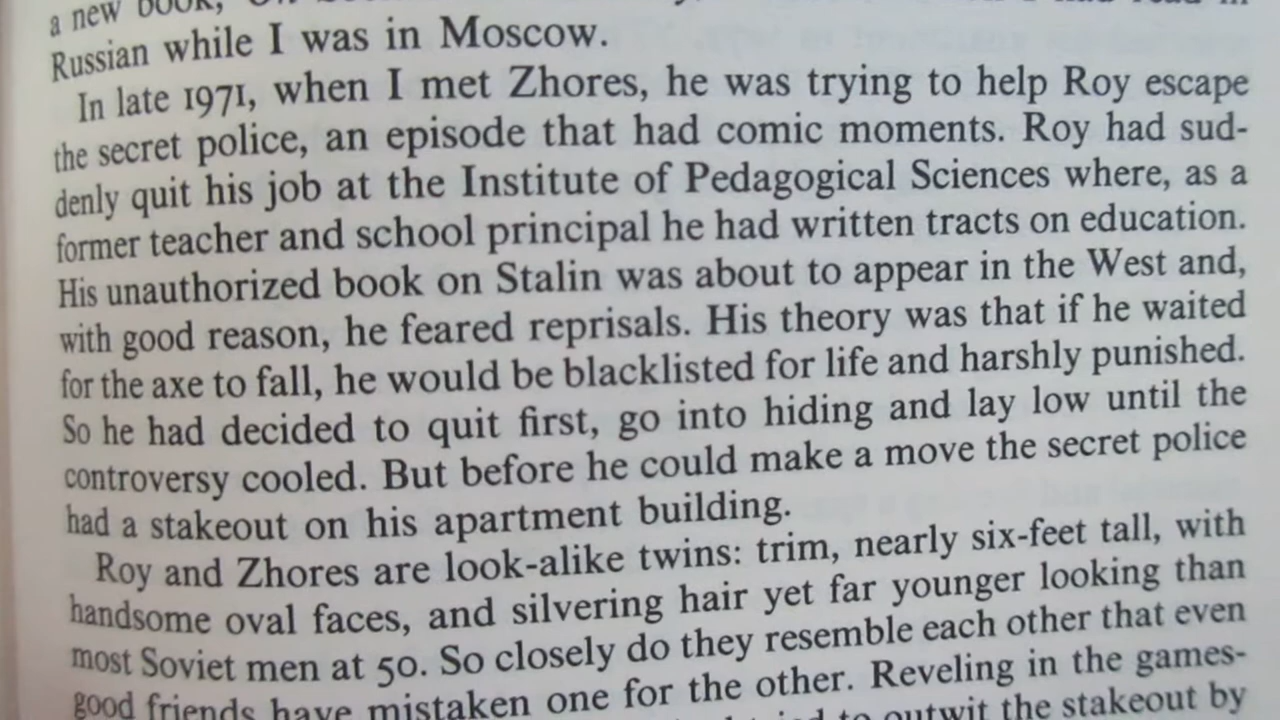 a new book,
Russian while I was in Moscow.
In late 1971, when I met Zhores, he was trying to help Roy escape
the secret police, an episode that had comic moments. Roy had sud-
denly quit his job at the Institute of Pedagogical Sciences where, as a
former teacher and school principal he had written tracts on education.
His unauthorized book on Stalin was about to appear in the West and,
with good reason, he feared reprisals. His theory was that if he waited
for the axe to fall, he would be blacklisted for life and harshly punished.
So he had decided to quit first, go into hiding and lay low until the
controversy cooled. But before he could make a move the secret police
had a stakeout on his apartment building.
Roy and Zhores are look-alike twins: trim, nearly six-feet tall, with
handsome oval faces, and silvering hair yet far younger looking than
most Soviet men at 50. So closely do they resemble each other that even
good friends have mistaken one for the other. Reveling in the games-
to outwit the stakeout by